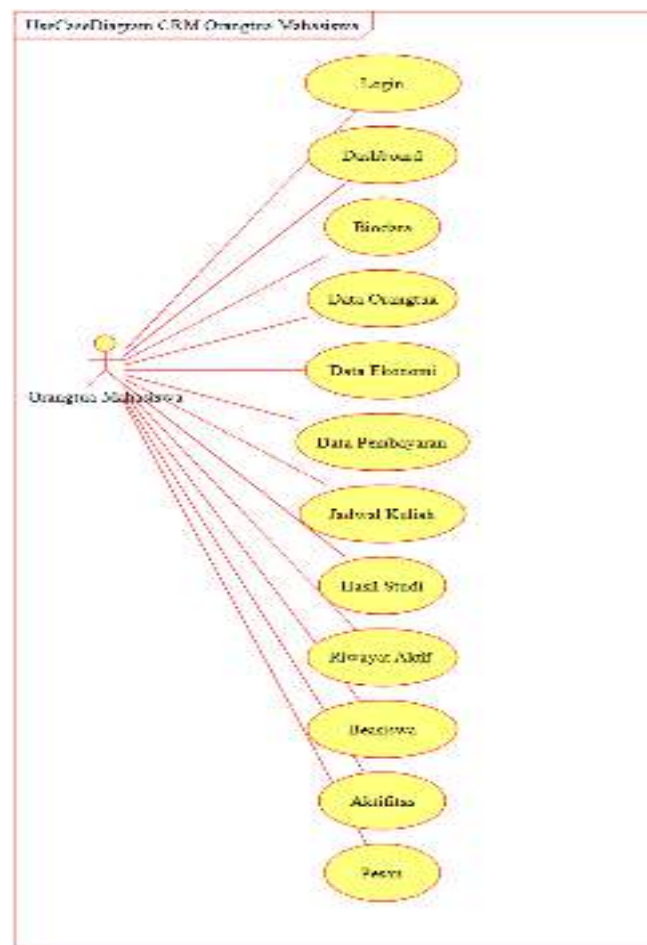 UseCaseDiagram CRM Orangtua Mahasiswa
Login
Dashboard
Biodata
Data Orangtua
Data Ekonomi
Orangtua Mahasiswa
Data Pembayaran
Jadwal Kuliah
Hasil Studi
Riwayat Aktif
Beasiswa
Aktifitas
Pesan